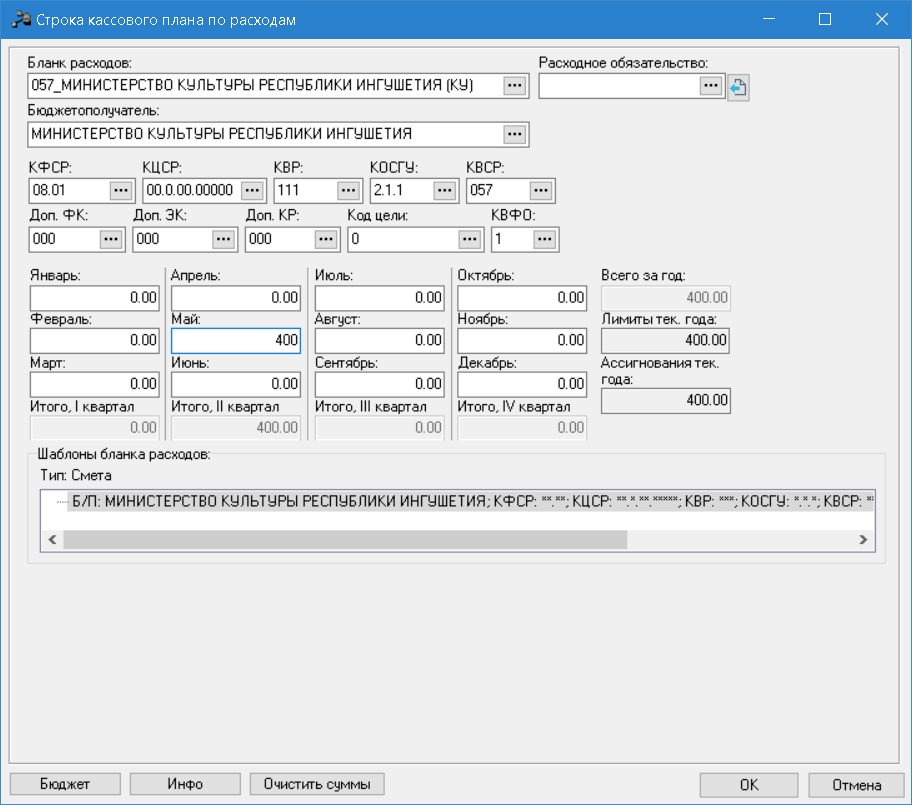 Строка кассового плана по расходам
Бланк расходов: Расходное обязательство:
057_МИНИСТЕРСТВО КУЛЬТУРЫ РЕСПУБЛИКИ ИНГУШЕТИЯ (КУ) ...
...
Бюджетополучатель:
МИНИСТЕРСТВО КУЛЬТУРЫ РЕСПУБЛИКИ ИНГУШЕТИЯ ...
КФСР: КЦСР: КВР: КОСГУ: КВСР:
08.01 ... 00.0.00.00000 ... 111 ... 2.1.1 ... 057 ...
Доп. ФК: Доп. ЭК: Доп. КР: Код цели: КВФО:
000 ... 000 ... 000 ... 0 ... 1 ...
Январь: Апрель: Июль: Октябрь: Всего за год:
0.00 0.00 0.00 0.00 400.00
Февраль: Май: Август: Ноябрь: Лимиты тек. года:
0.00 400 0.00 0.00 400.00
Март: Июнь: Сентябрь: Декабрь: Ассигнования тек.
года:
0.00 0.00 0.00 0.00 400.00
Итого, I квартал Итого, II квартал Итого, III квартал Итого, IV квартал
0.00 400.00 0.00 0.00
Шаблоны бланка расходов:
Тип: Смета
Б/П: МИНИСТЕРСТВО КУЛЬТУРЫ РЕСПУБЛИКИ ИНГУШЕТИЯ; КФСР: **.**; КЦСР: **.*.**.*****; КВР: ***; КОСГУ: *.*.*; КВСР: **
Бюджет Инфо Очистить суммы OK Отмена